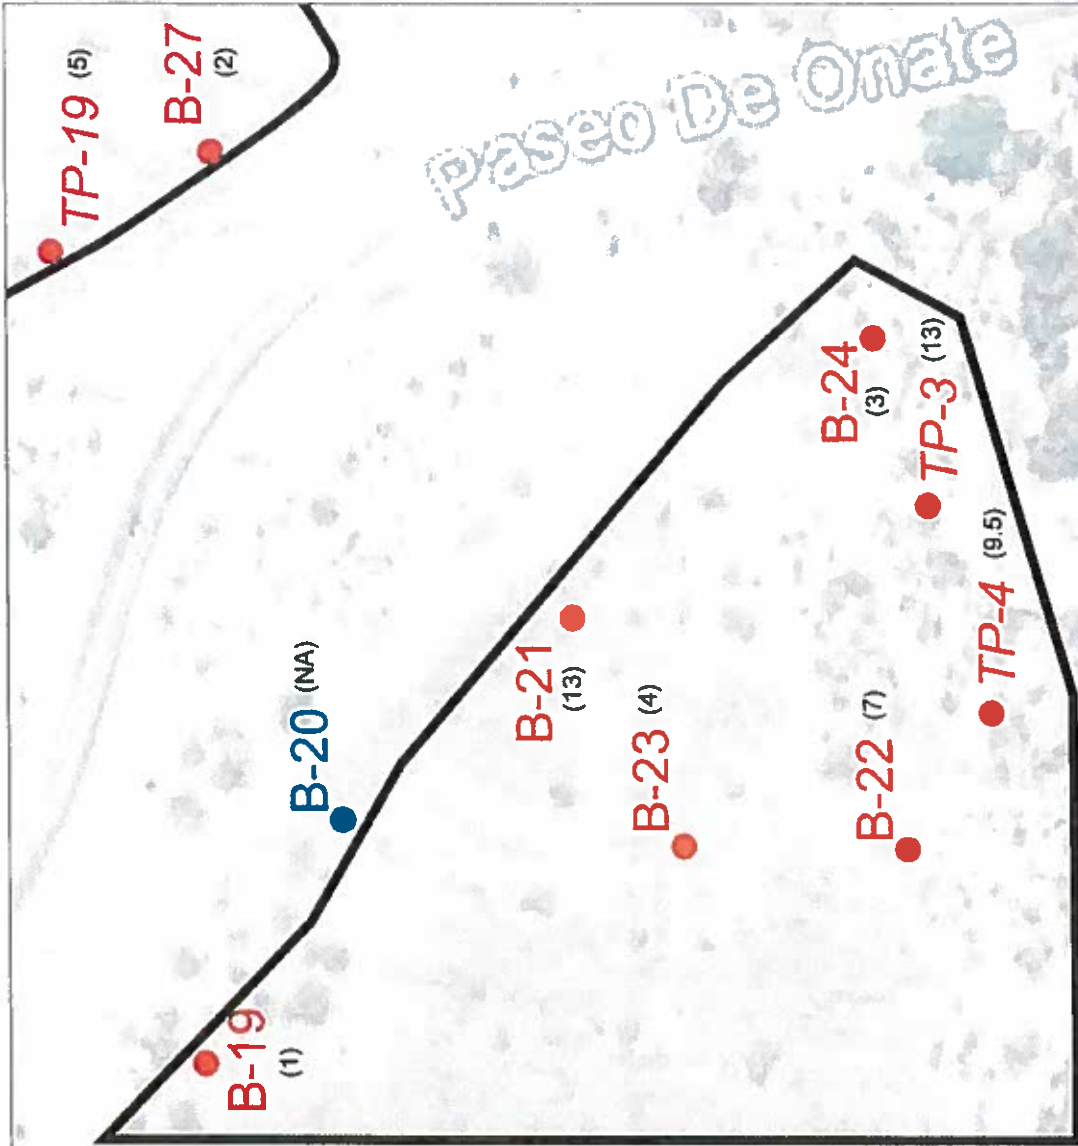 TP-19 (5)
B-27
(2)
Paseo De Onate
B-20 (NA)
B-19
(1)
B-21
(13)
B-23 (4)
B-24
(3)
TP-3 (13)
B-22 (7)
TP-4 (9.5)